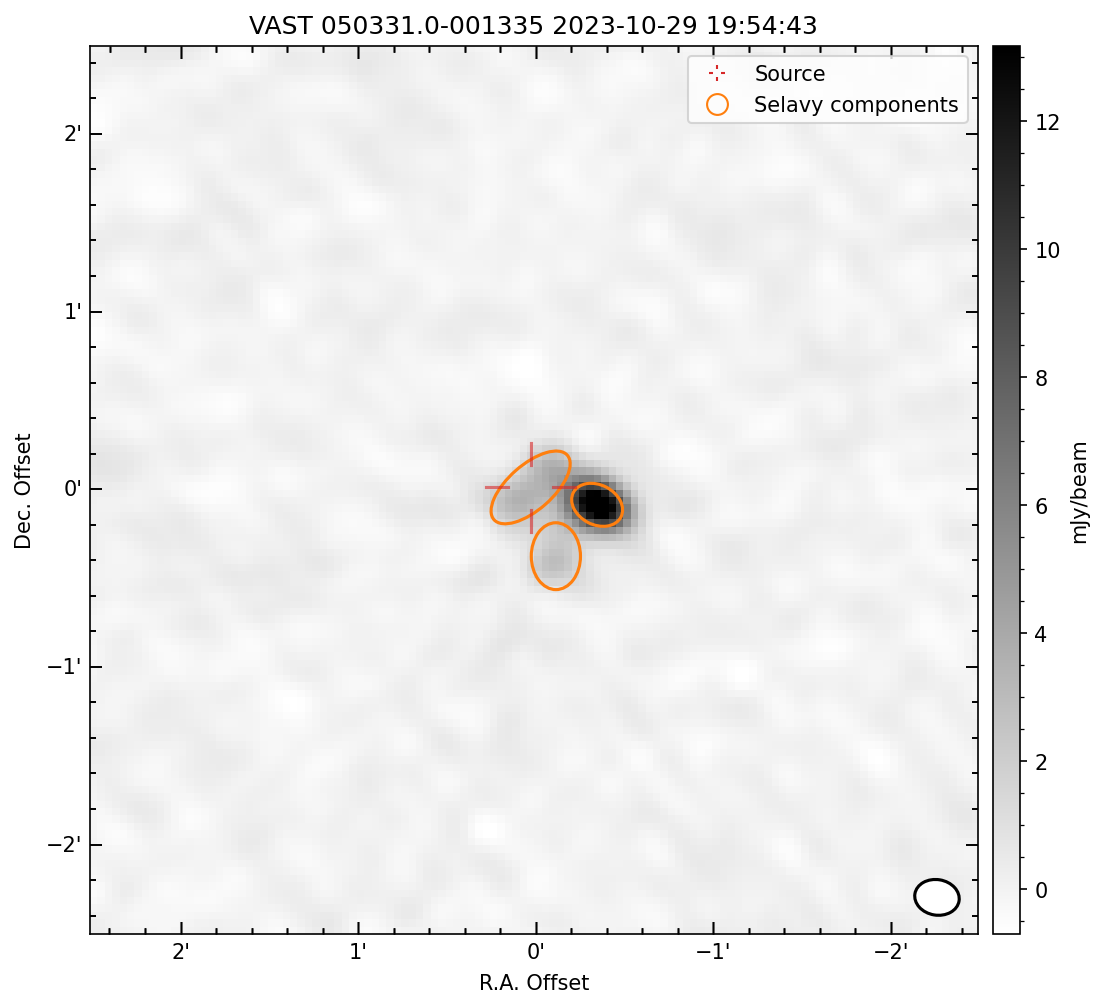 VAST 050331.0-001335 2023-10-29 19:54:43
Source
Selavy components
2'
1'
0'
−1'
−2'
Dec. Offset
2'
1'
0'
−1'
−2'
R.A. Offset
12
10
8
6
4
2
0
mJy/beam